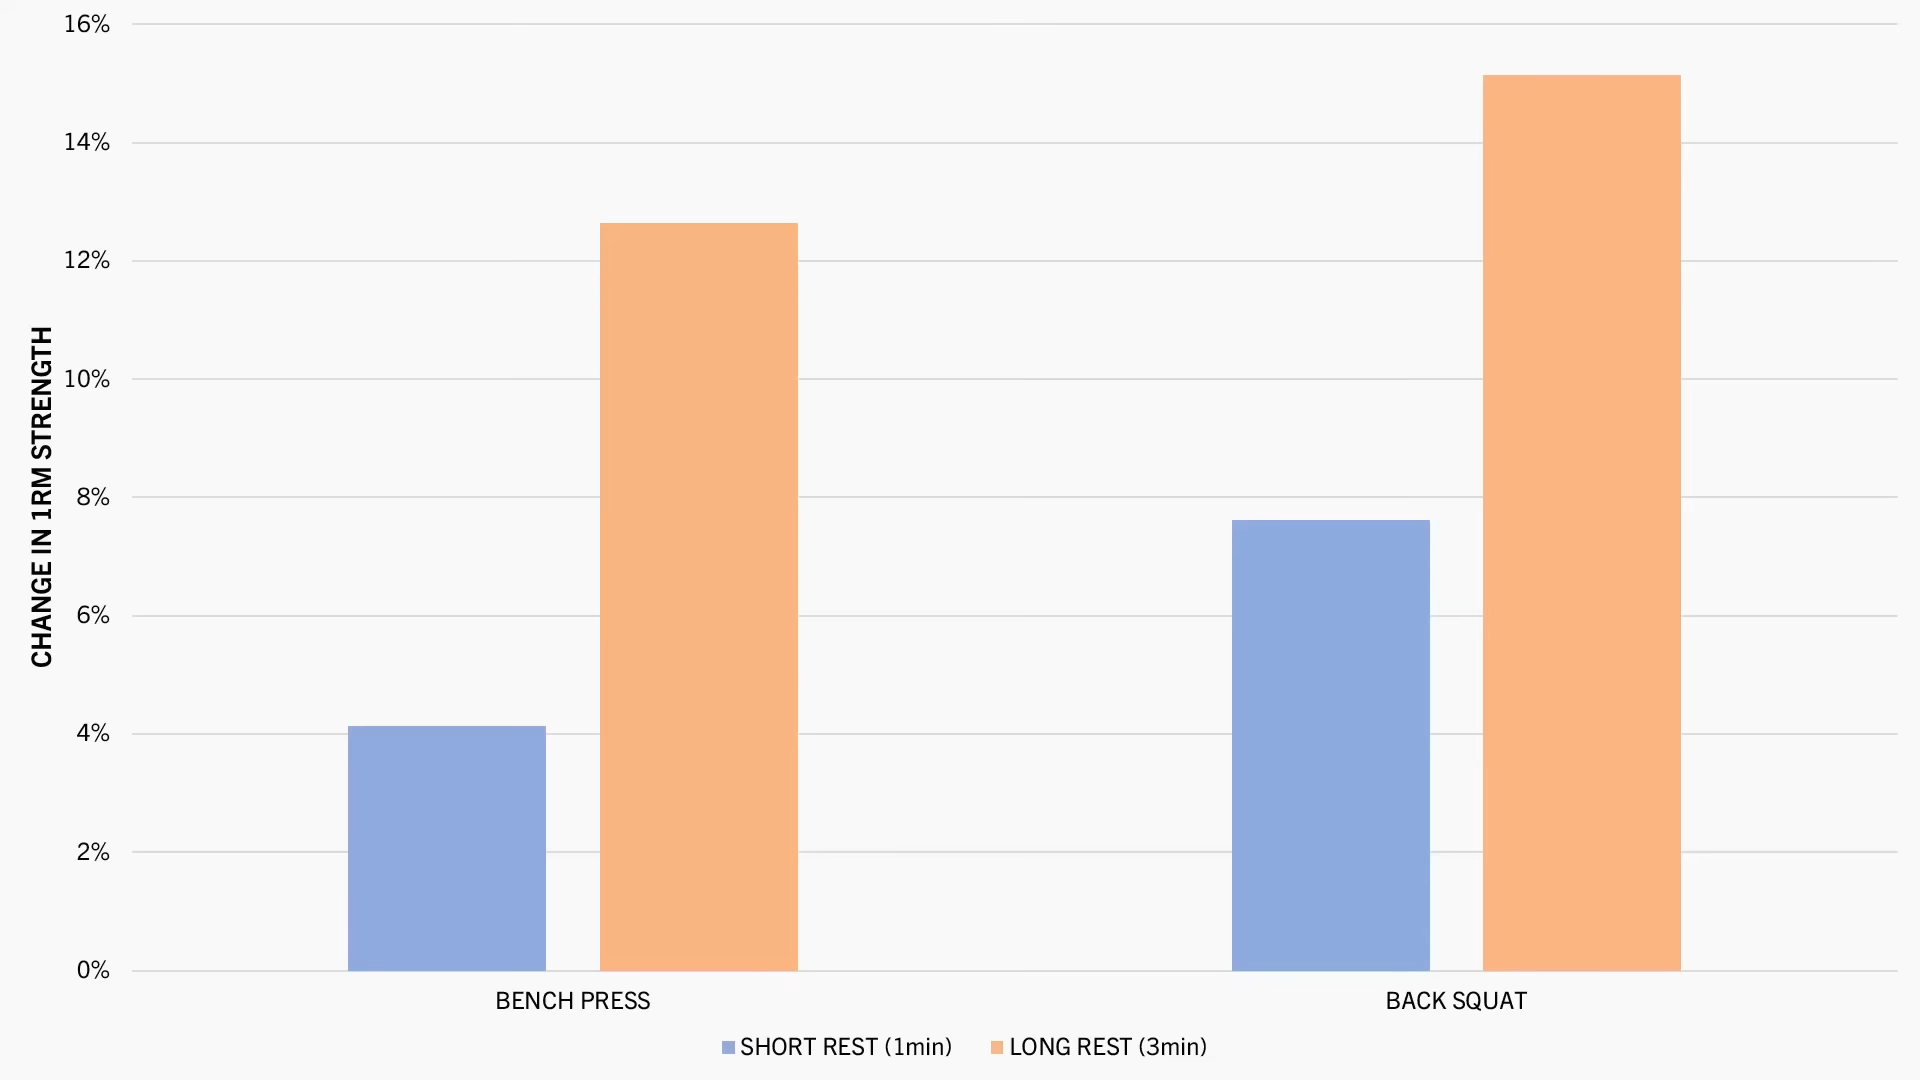 16%
14%
12%
10%
8%
6%
4%
2%
0%
CHANGE IN 1RM STRENGTH
BENCH PRESS
BACK SQUAT
SHORT REST (1min)
LONG REST (3min)